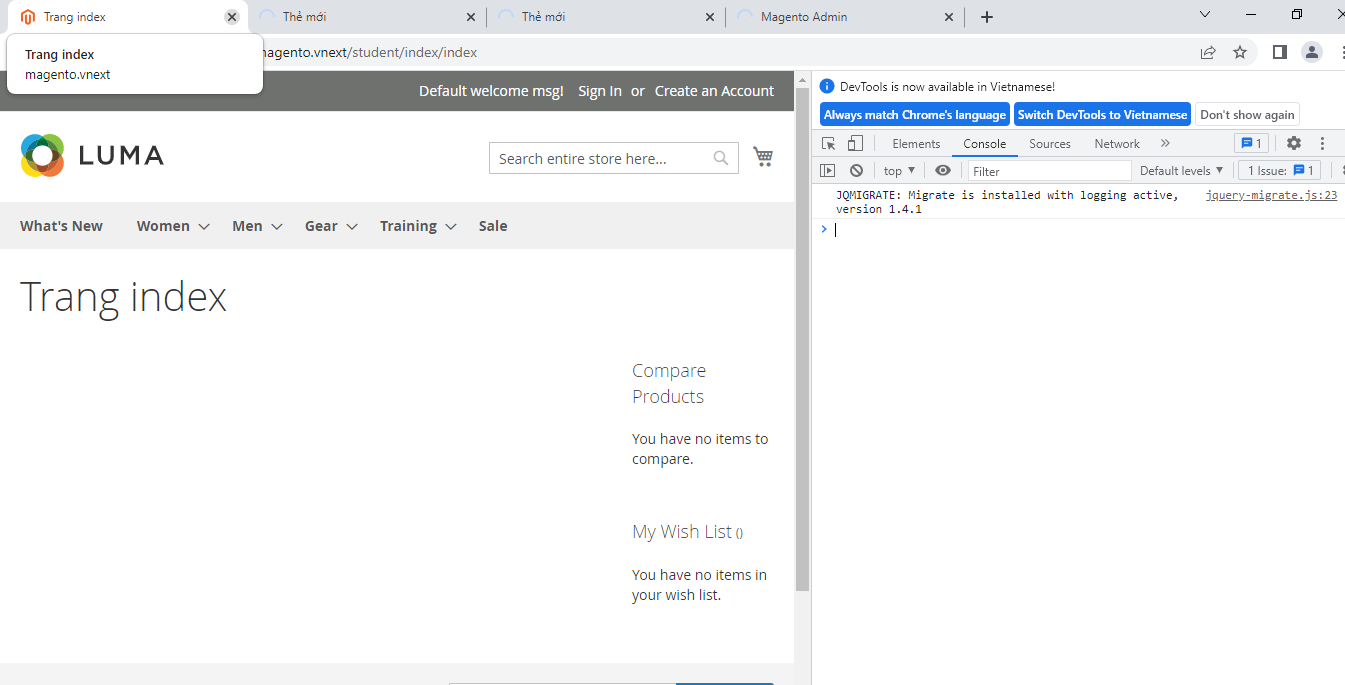 Trang index
Thẻ mới
Thẻ mới
Magento Admin
Trang index
magento.vnext
magento.vnext/student/index/index
Default welcome msg! Sign In or Create an Account
LUMA
Search entire store here...
What's New Women Men Gear Training Sale
Trang index
Compare
Products
You have no items to
compare.
My Wish List ()
You have no items in
your wish list.
DevTools is now available in Vietnamese!
Always match Chrome's language Switch DevTools to Vietnamese Don't show again
Elements Console Sources Network » 1
top ▼ Filter Default levels ▼ 1 Issue: 1
JQMIGRATE: Migrate is installed with logging active, jquery-migrate.js:23
version 1.4.1